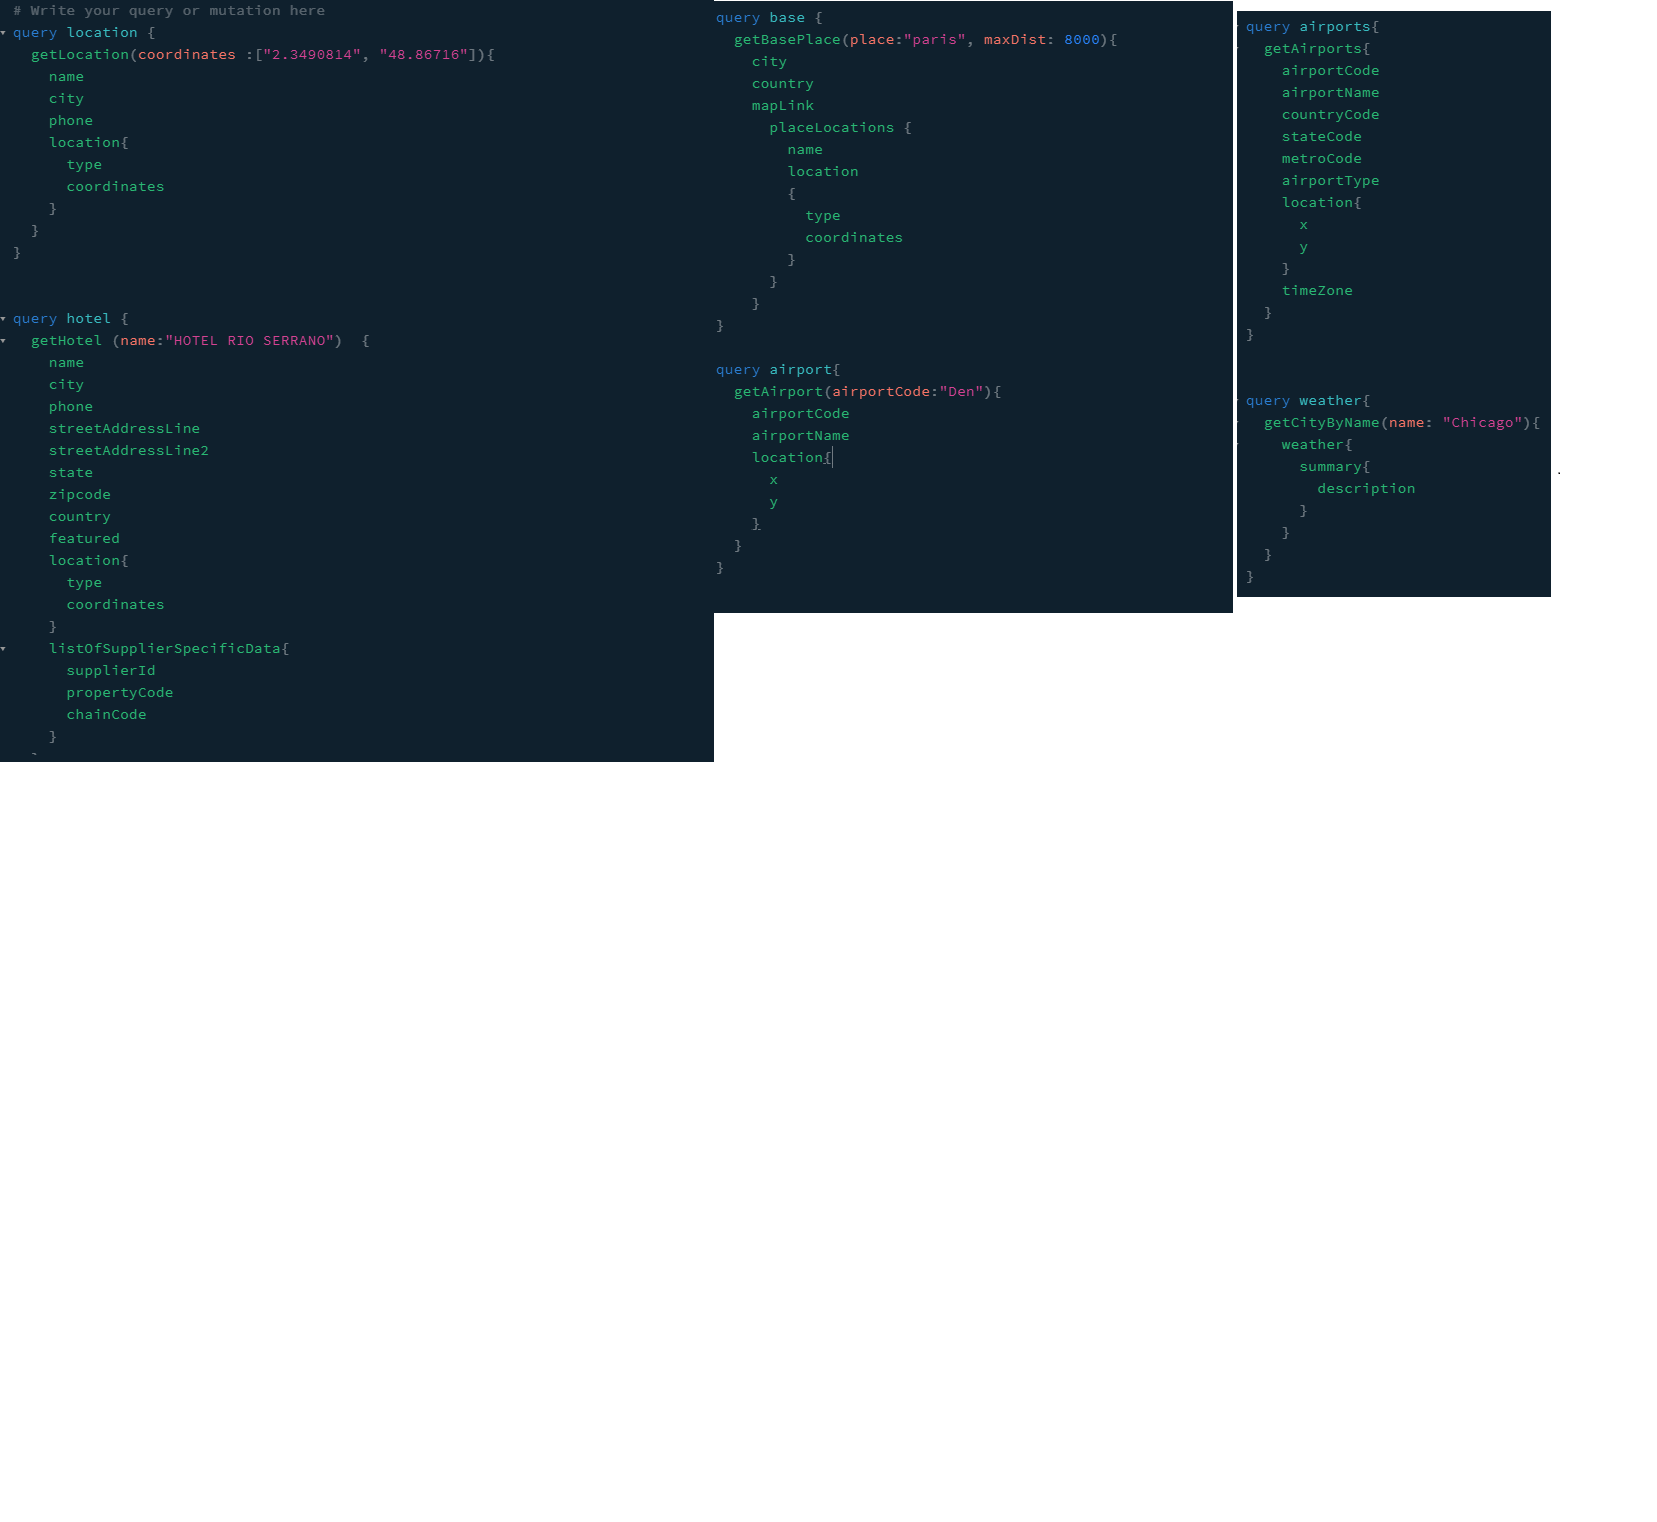 # Write your query or mutation here
query location {
getLocation(coordinates :["2.3490814", "48.86716"]){
name
city
phone
location{
type
coordinates
}
}
}
query hotel {
getHotel (name:"HOTEL RIO SERRANO")  {
name
city
phone
streetAddressLine
streetAddressLine2
state
zipcode
country
featured
location{
type
coordinates
}
listOfSupplierSpecificData{
supplierId
propertyCode
chainCode
}
query base {
getBasePlace(place:"paris", maxDist: 8000){
city
country
mapLink
placeLocations {
name
location
{
type
coordinates
}
}
}
}
query airport{
getAirport(airportCode:"Den"){
airportCode
airportName
location{
x
y
}
}
}
query airports{
getAirports{
airportCode
airportName
countryCode
stateCode
metroCode
airportType
location{
x
y
}
timeZone
}
}
query weather{
getCityByName(name: "Chicago"){
weather{
summary{
description
}
}
}
}
.